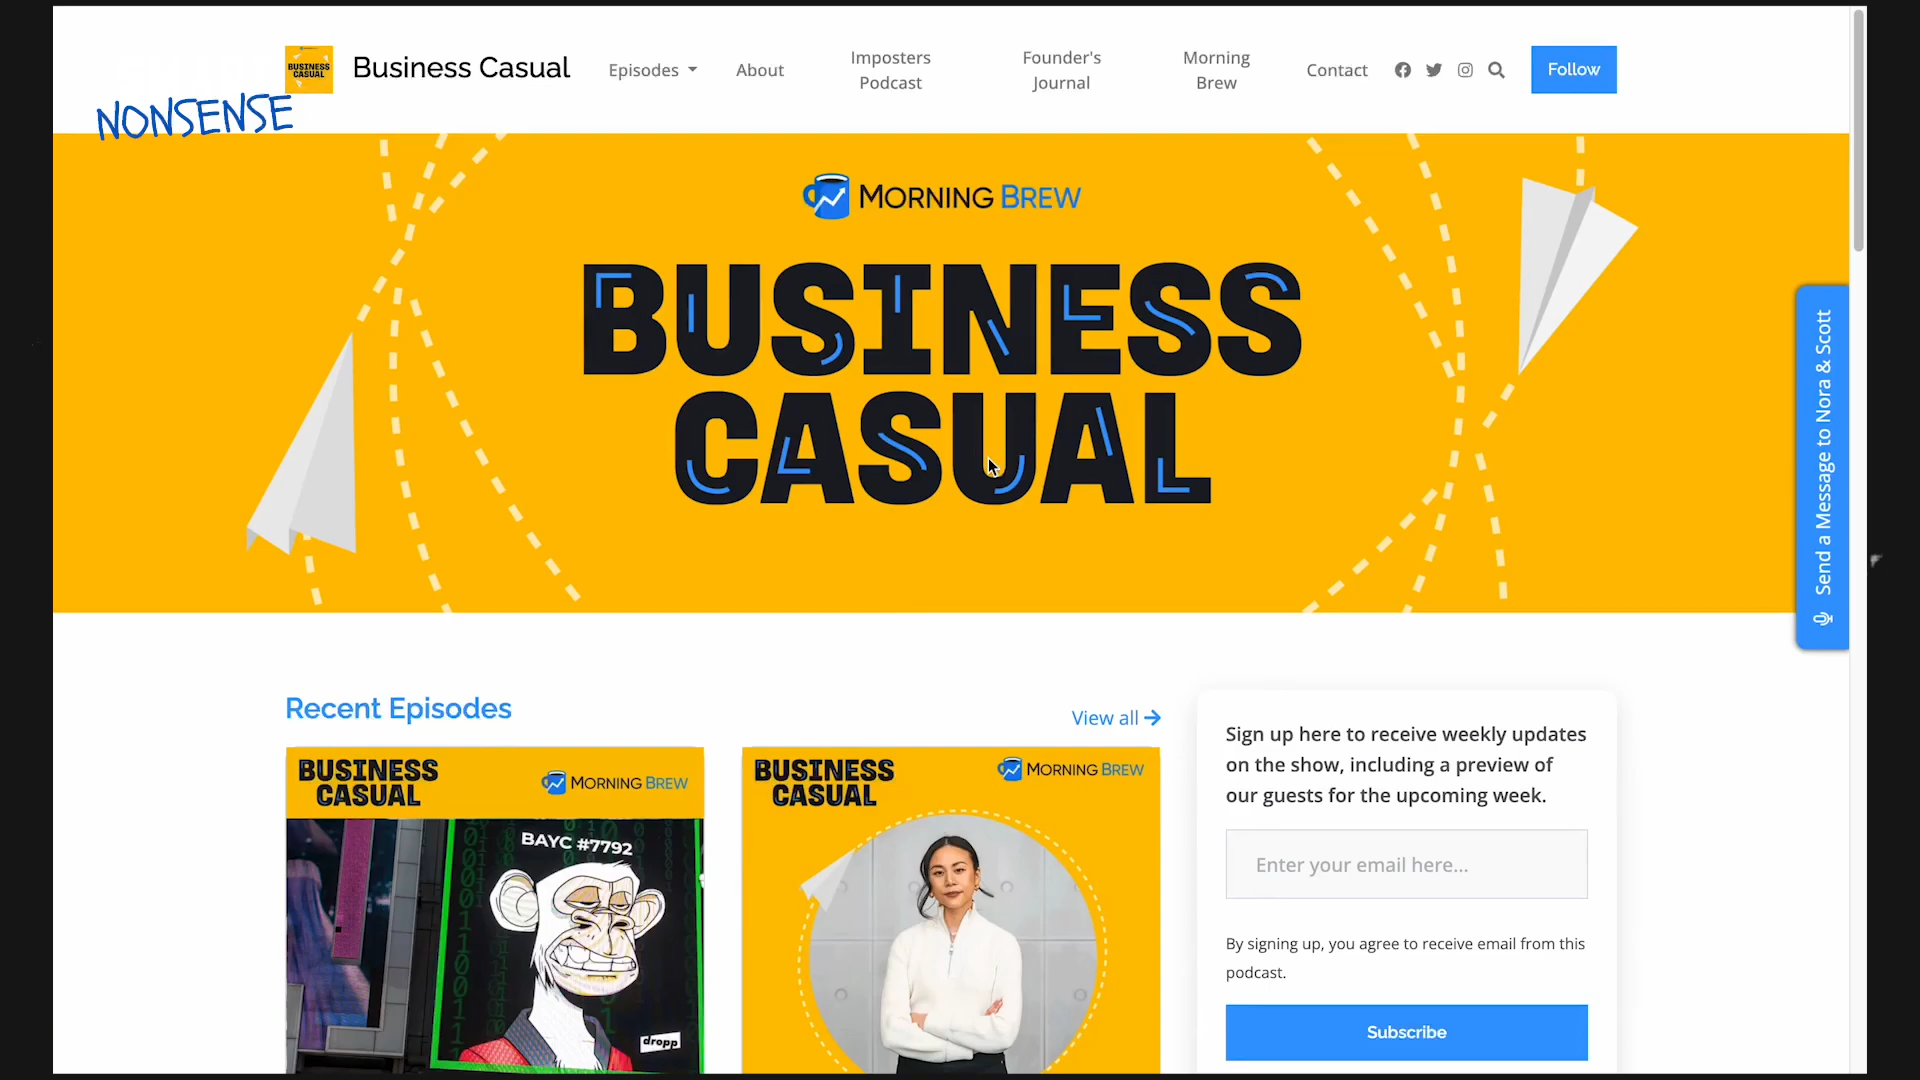 BUSINESS
CASUAL
Business Casual
Episodes
About
Imposters
Podcast
Founder's
Journal
Morning
Brew
Contact
Follow
NONSENSE
MORNING BREW
BUSINESS
CASUAL
Send a Message to Nora & Scott
Recent Episodes
View all
BUSINESS
CASUAL
MORNING BREW
BAYC #7792
dropp
BUSINESS
CASUAL
MORNING BREW
Sign up here to receive weekly updates
on the show, including a preview of
our guests for the upcoming week.
Enter your email here...
By signing up, you agree to receive email from this
podcast.
Subscribe